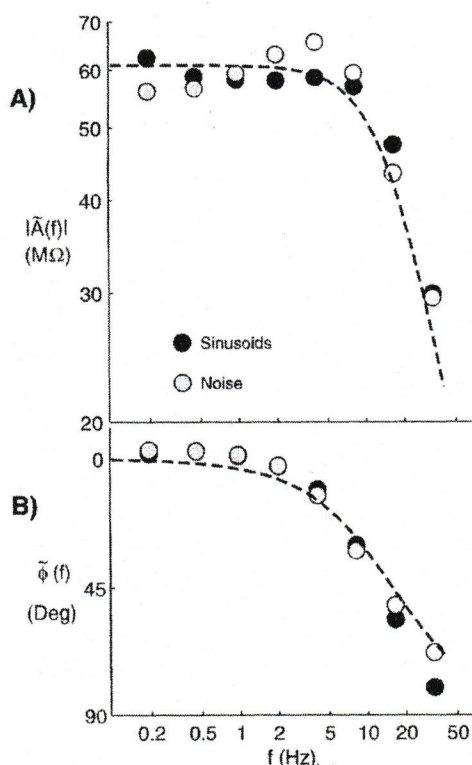 70
60
A)
50
40
|Ã(f)|
(MΩ)
30
Sinusoids
Noise
20
0
B)
φ̃ (f)
45
(Deg)
90
0.2 0.5 1 2 5 10 20 50
f (Hz).